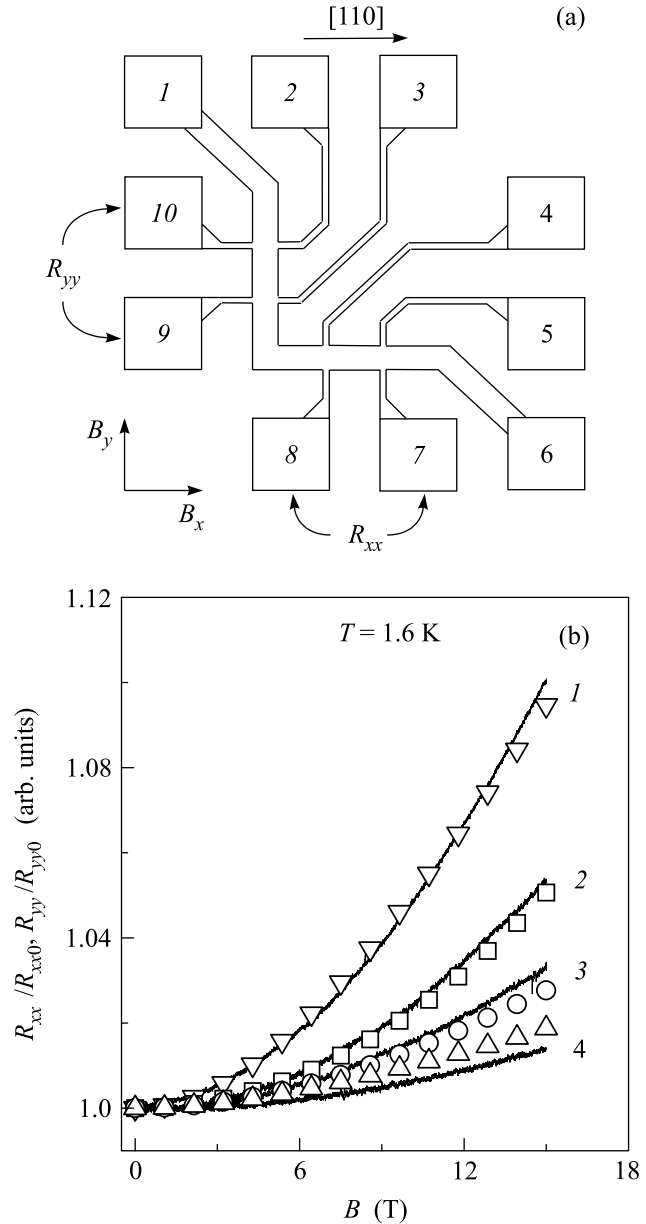 [110] (a)
1 2 3
10 4
R_yy
9 5
B_y
8 7 6
B_x
R_xx
1.12
T = 1.6 K (b)
1
1.08
2
1.04
3
4
1.0
0 6 12 18
B (T)
R_xx /R_xx0, R_yy /R_yy0 (arb. units)